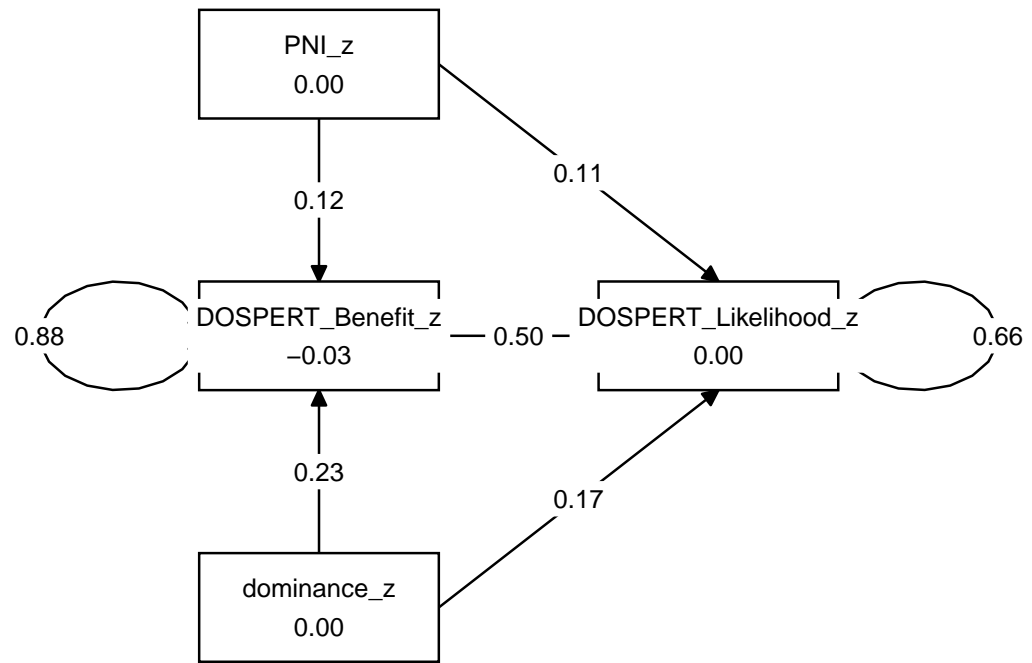 PNI_z
0.00
0.11
0.12
DOSPERT_Benefit_z
−0.03
0.88
0.50
DOSPERT_Likelihood_z
0.00
0.66
0.23
0.17
dominance_z
0.00